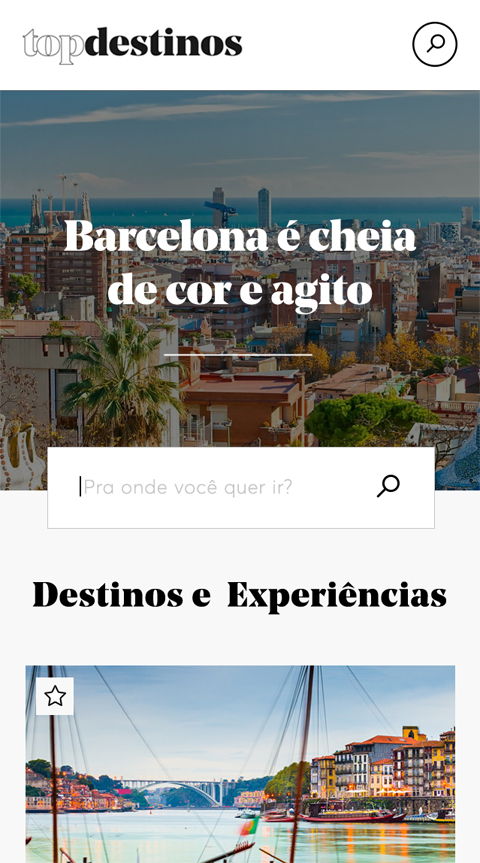 topdestinos
Barcelona é cheia
de cor e agito
Pra onde você quer ir?
Destinos e Experiências